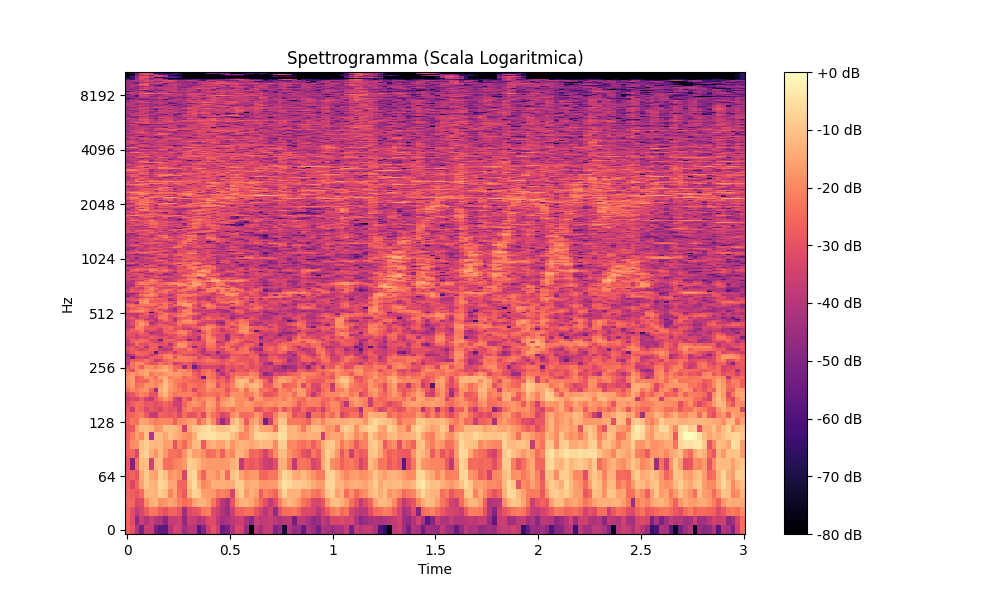 Spettrogramma (Scala Logaritmica)
Hz
8192
4096
2048
1024
512
256
128
64
0
0 0.5 1 1.5 2 2.5 3
Time
+0 dB
-10 dB
-20 dB
-30 dB
-40 dB
-50 dB
-60 dB
-70 dB
-80 dB